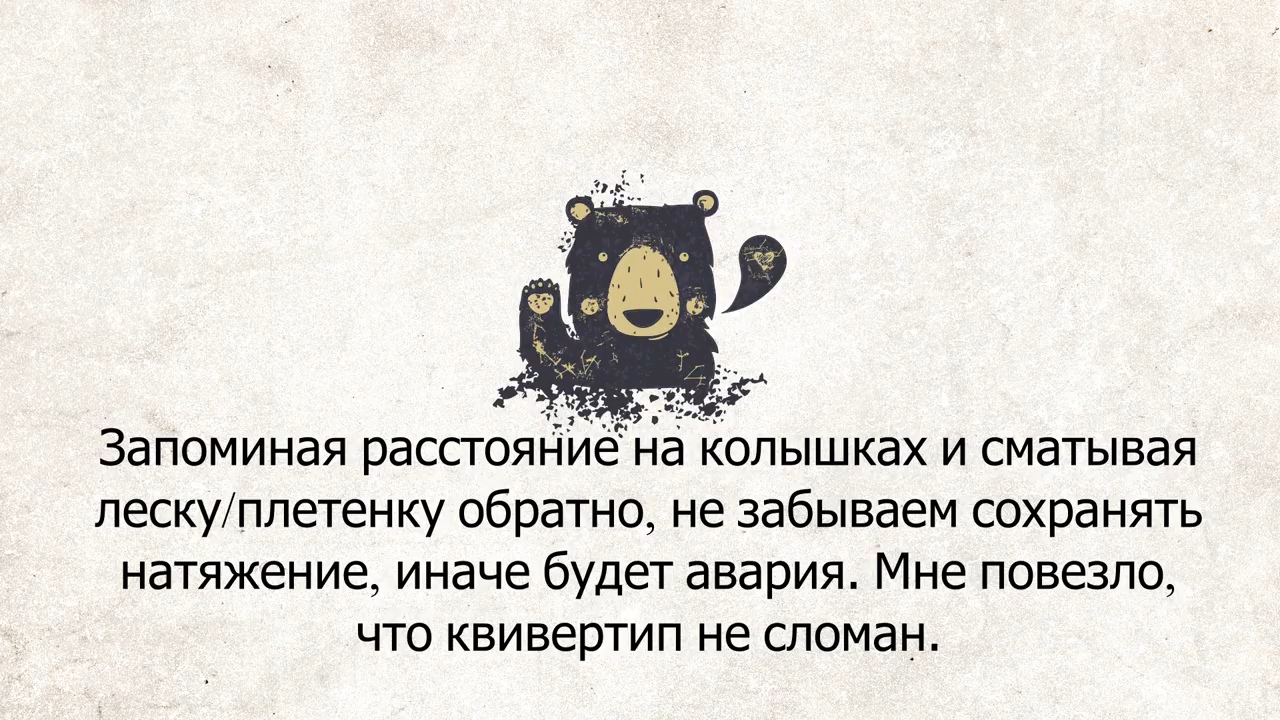 Запоминая расстояние на колышках и сматывая
леску/плетенку обратно, не забываем сохранять
натяжение, иначе будет авария. Мне повезло,
что квивертип не сломан.